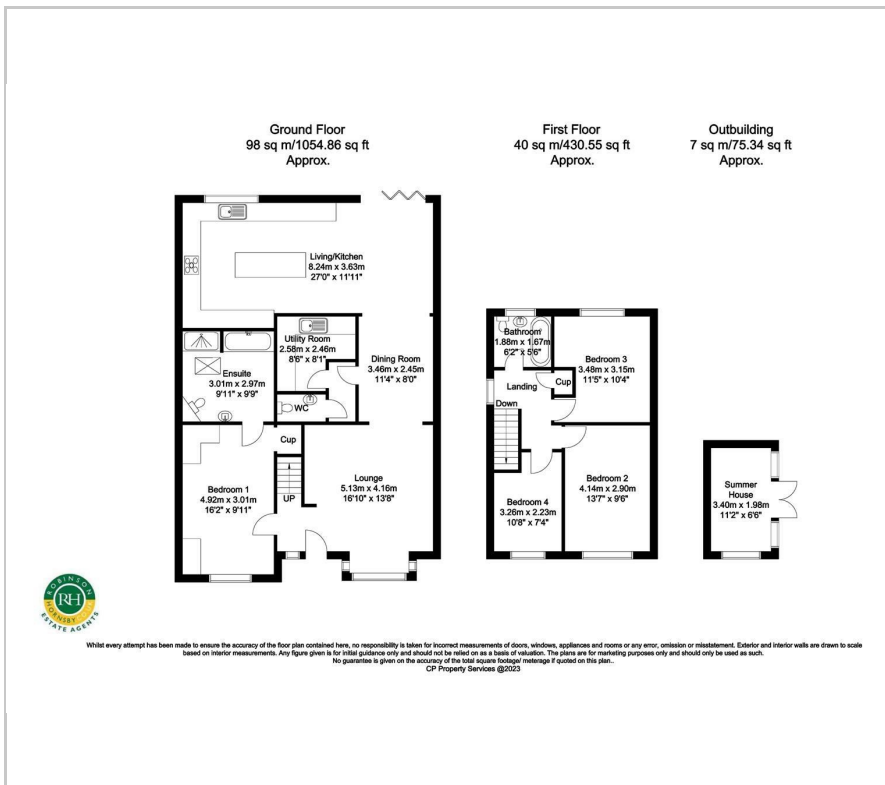 Ground Floor
98 sq m/1054.86 sq ft
Approx.
First Floor
40 sq m/430.55 sq ft
Approx.
Outbuilding
7 sq m/75.34 sq ft
Approx.
Living/Kitchen
8.24m x 3.63m
27'0" x 11'11"
Utility Room
2.58m x 2.46m
8'6" x 8'1"
Dining Room
3.46m x 2.45m
11'4" x 8'0"
Ensuite
3.01m x 2.97m
9'11" x 9'9"
WC
Cup
Bedroom 1
4.92m x 3.01m
16'2" x 9'11"
UP
Lounge
5.13m x 4.16m
16'10" x 13'8"
Bathroom
1.88m x 1.67m
6'2" x 5'6"
Bedroom 3
3.48m x 3.15m
11'5" x 10'4"
Landing
Cup
Down
Bedroom 2
4.14m x 2.90m
13'7" x 9'6"
Bedroom 4
3.26m x 2.23m
10'8" x 7'4"
Summer
House
3.40m x 1.98m
11'2" x 6'6"
ROBINSON
HORNSBY
RH
ESTATE AGENTS
Whilst every attempt has been made to ensure the accuracy of the floor plan contained here, no responsibility is taken for incorrect measurements of doors, windows, appliances and rooms or any error, omission or misstatement. Exterior and interior walls are drawn to scale
based on interior measurements. Any figure given is for initial guidance only and should not be relied on as a basis of valuation. The plans are for marketing purposes only and should only be used as such.
No guarantee is given on the accuracy of the total square footage/ meterage if quoted on this plan..
CP Property Services @2023